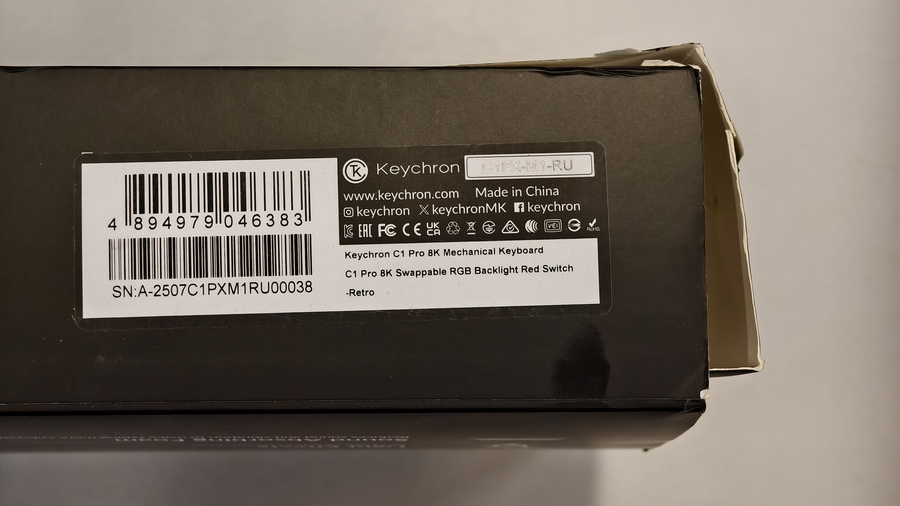 Keychron C1PX-M1-RU
www.keychron.com Made in China
keychron keychronMK keychron
4 894979 046383
SN:A-2507C1PXM1RU00038
Keychron C1 Pro 8K Mechanical Keyboard
C1 Pro 8K Swappable RGB Backlight Red Switch
-Retro